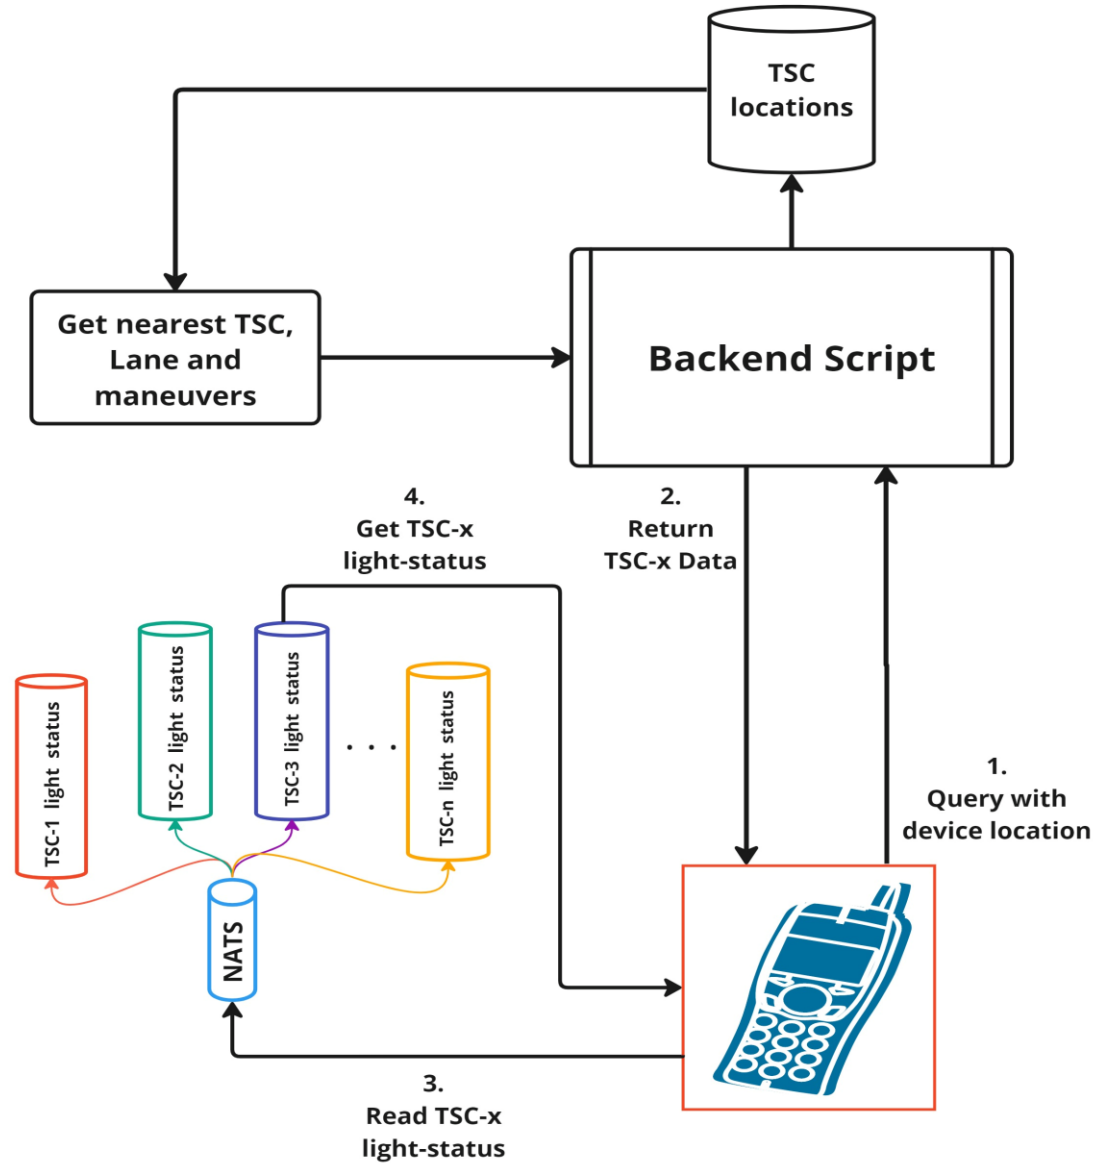 TSC
locations
Get nearest TSC,
Lane and
maneuvers
Backend Script
4.
Get TSC-x
light-status
2.
Return
TSC-x Data
TSC-1 light status
TSC-2 light status
TSC-3 light status
. . .
TSC-n light status
1.
Query with
device location
NATS
3.
Read TSC-x
light-status